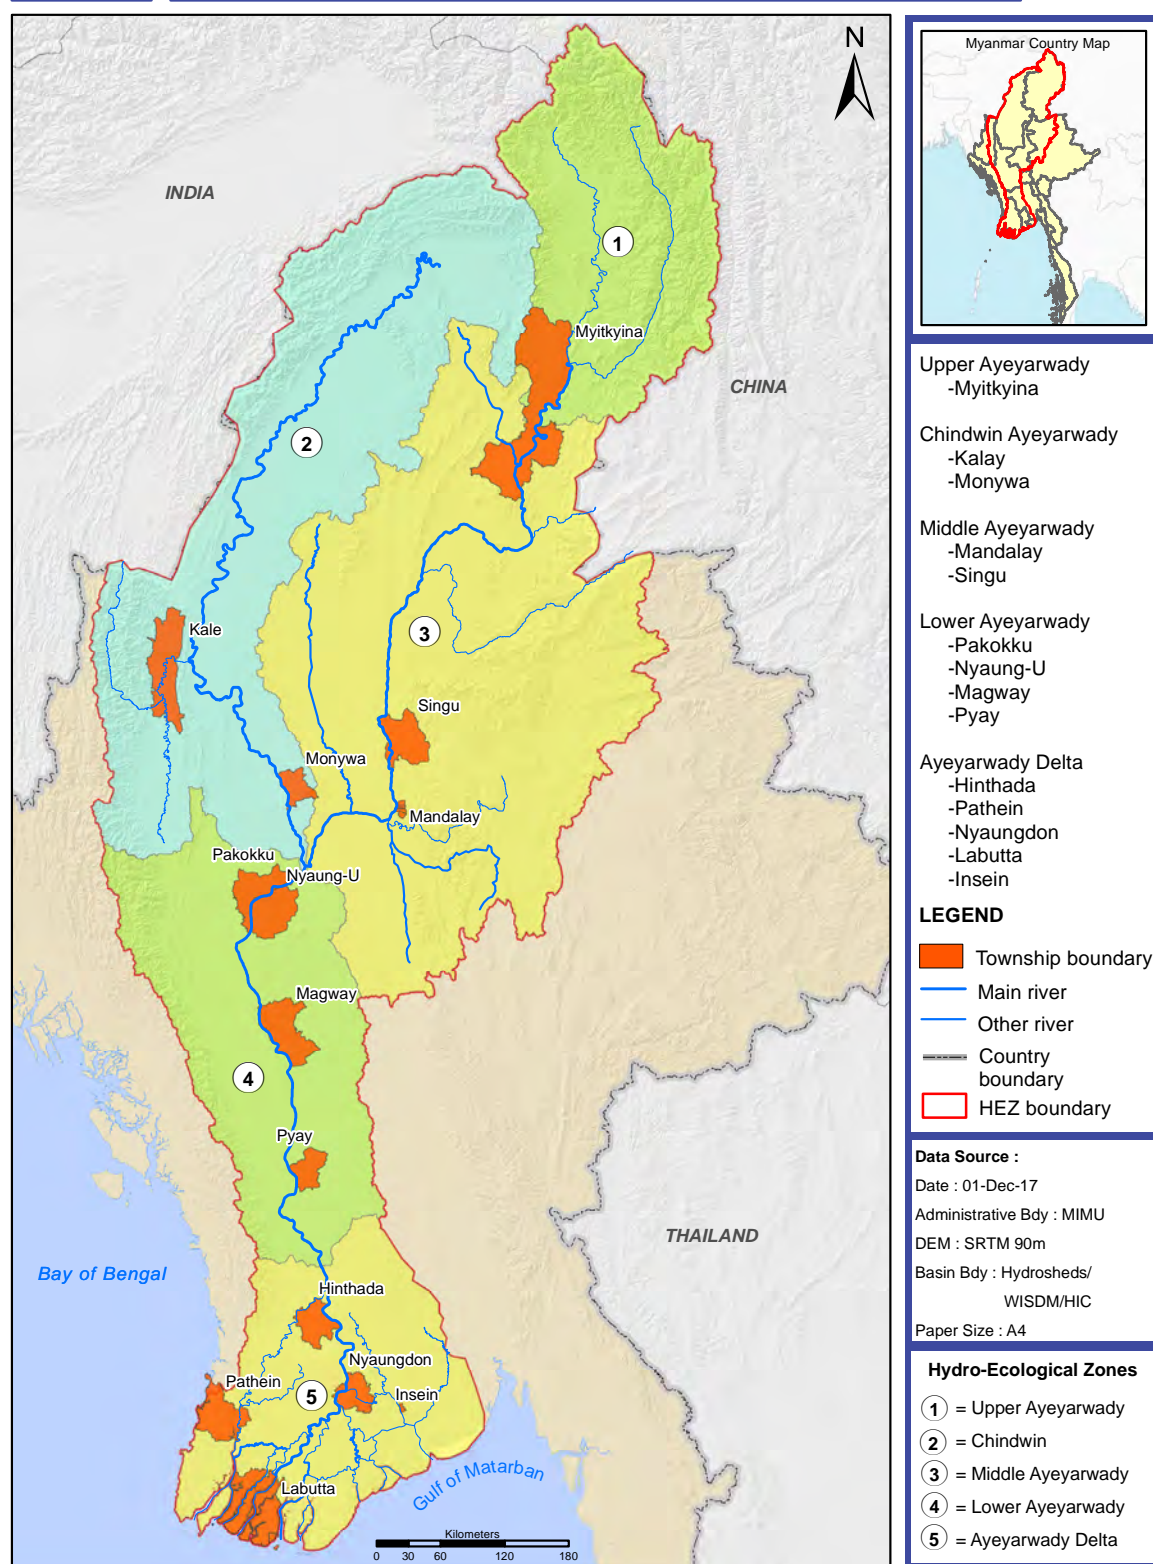 N
INDIA
1
Myitkyina
CHINA
2
Kale
3
Singu
Monywa
Mandalay
Pakokku
Nyaung-U
Magway
4
Pyay
THAILAND
Bay of Bengal
Hinthada
Nyaungdon
Pathein
5
Insein
Labutta
Gulf of Matarban
Kilometers
0 30 60 120 180
Myanmar Country Map
Upper Ayeyarwady
-Myitkyina
Chindwin Ayeyarwady
-Kalay
-Monywa
Middle Ayeyarwady
-Mandalay
-Singu
Lower Ayeyarwady
-Pakokku
-Nyaung-U
-Magway
-Pyay
Ayeyarwady Delta
-Hinthada
-Pathein
-Nyaungdon
-Labutta
-Insein
LEGEND
Township boundary
Main river
Other river
Country
boundary
HEZ boundary
Data Source :
Date : 01-Dec-17
Administrative Bdy : MIMU
DEM : SRTM 90m
Basin Bdy : Hydrosheds/
WISDM/HIC
Paper Size : A4
Hydro-Ecological Zones
1 = Upper Ayeyarwady
2 = Chindwin
3 = Middle Ayeyarwady
4 = Lower Ayeyarwady
5 = Ayeyarwady Delta